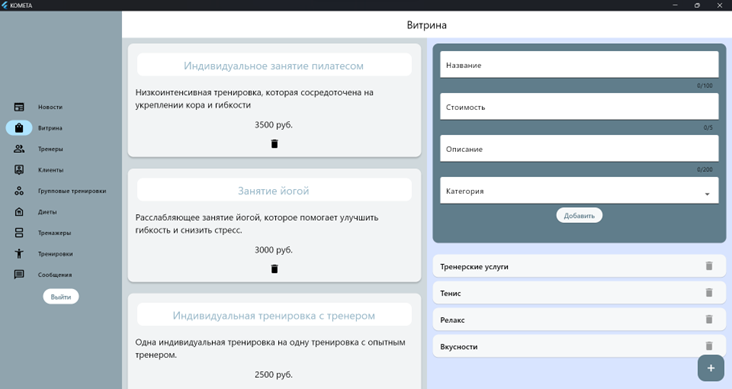 KOMETA
Витрина
Новости
Витрина
Тренеры
Клиенты
Групповые тренировки
Диеты
Тренажеры
Тренировки
Сообщения
Выйти
Индивидуальное занятие пилатесом
Низкоинтенсивная тренировка, которая сосредоточена на
укреплении кора и гибкости
3500 руб.
Занятие йогой
Расслабляющее занятие йогой, которое помогает улучшить
гибкость и снизить стресс.
3000 руб.
Индивидуальная тренировка с тренером
Одна индивидуальная тренировка на одну тренировка с опытным
тренером.
2500 руб.
Название
0/100
Стоимость
0/5
Описание
0/200
Категория
Добавить
Тренерские услуги
Тенис
Релакс
Вкусности